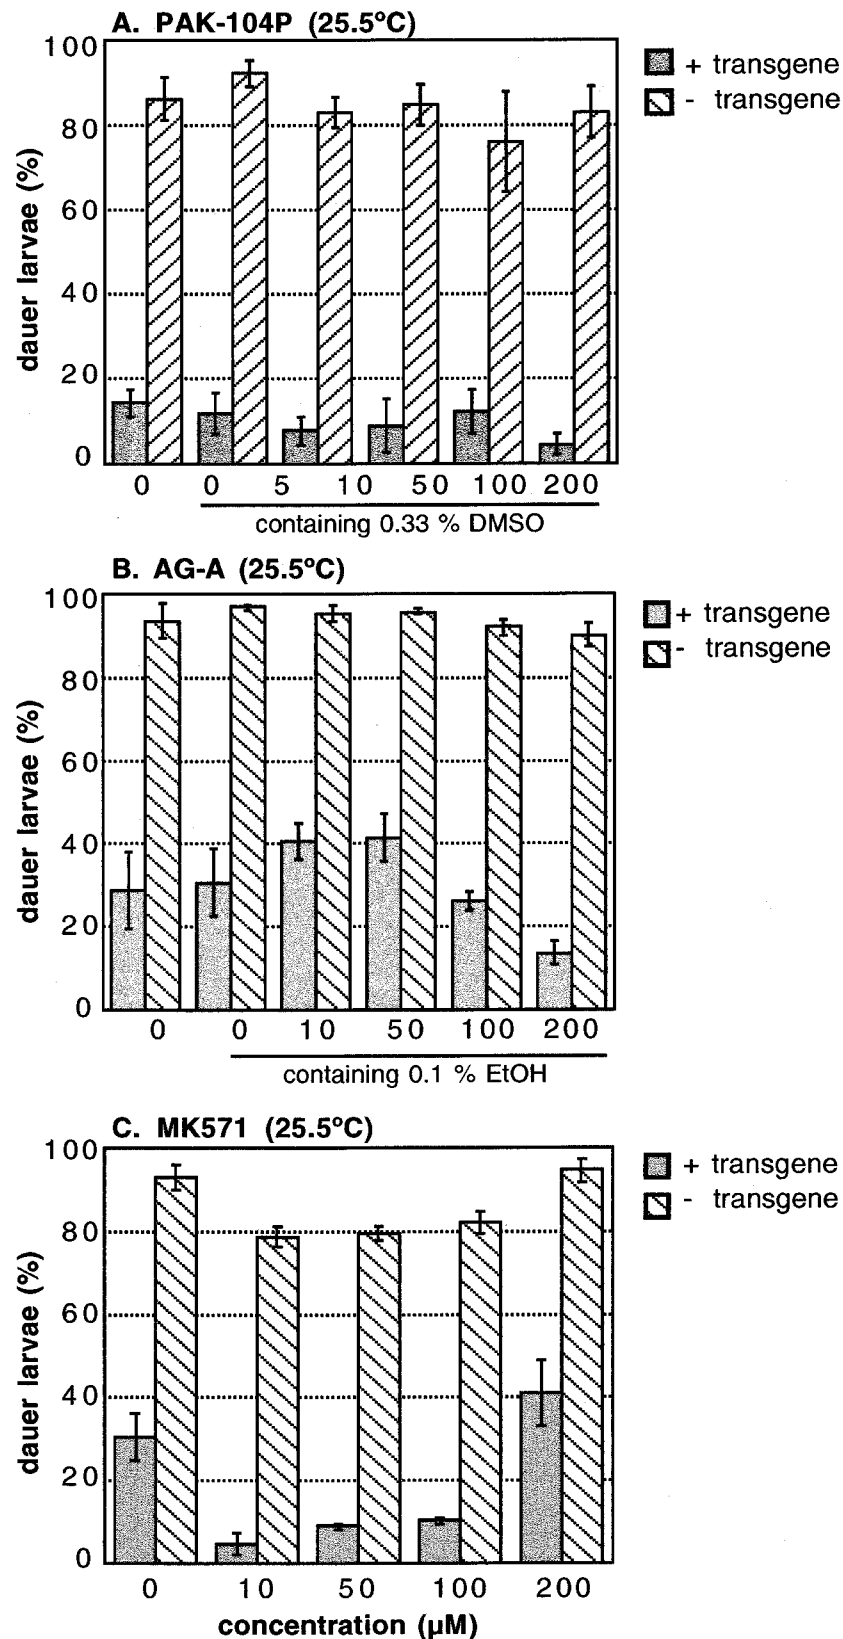 A. PAK-104P (25.5ºC)
100
80
60
40
20
0
dauer larvae (%)
+ transgene
- transgene
0 0 5 10 50 100 200
containing 0.33 % DMSO
B. AG-A (25.5ºC)
100
80
60
40
20
0
dauer larvae (%)
+ transgene
- transgene
0 0 10 50 100 200
containing 0.1 % EtOH
C. MK571 (25.5ºC)
100
80
60
40
20
0
dauer larvae (%)
+ transgene
- transgene
0 10 50 100 200
concentration (µM)